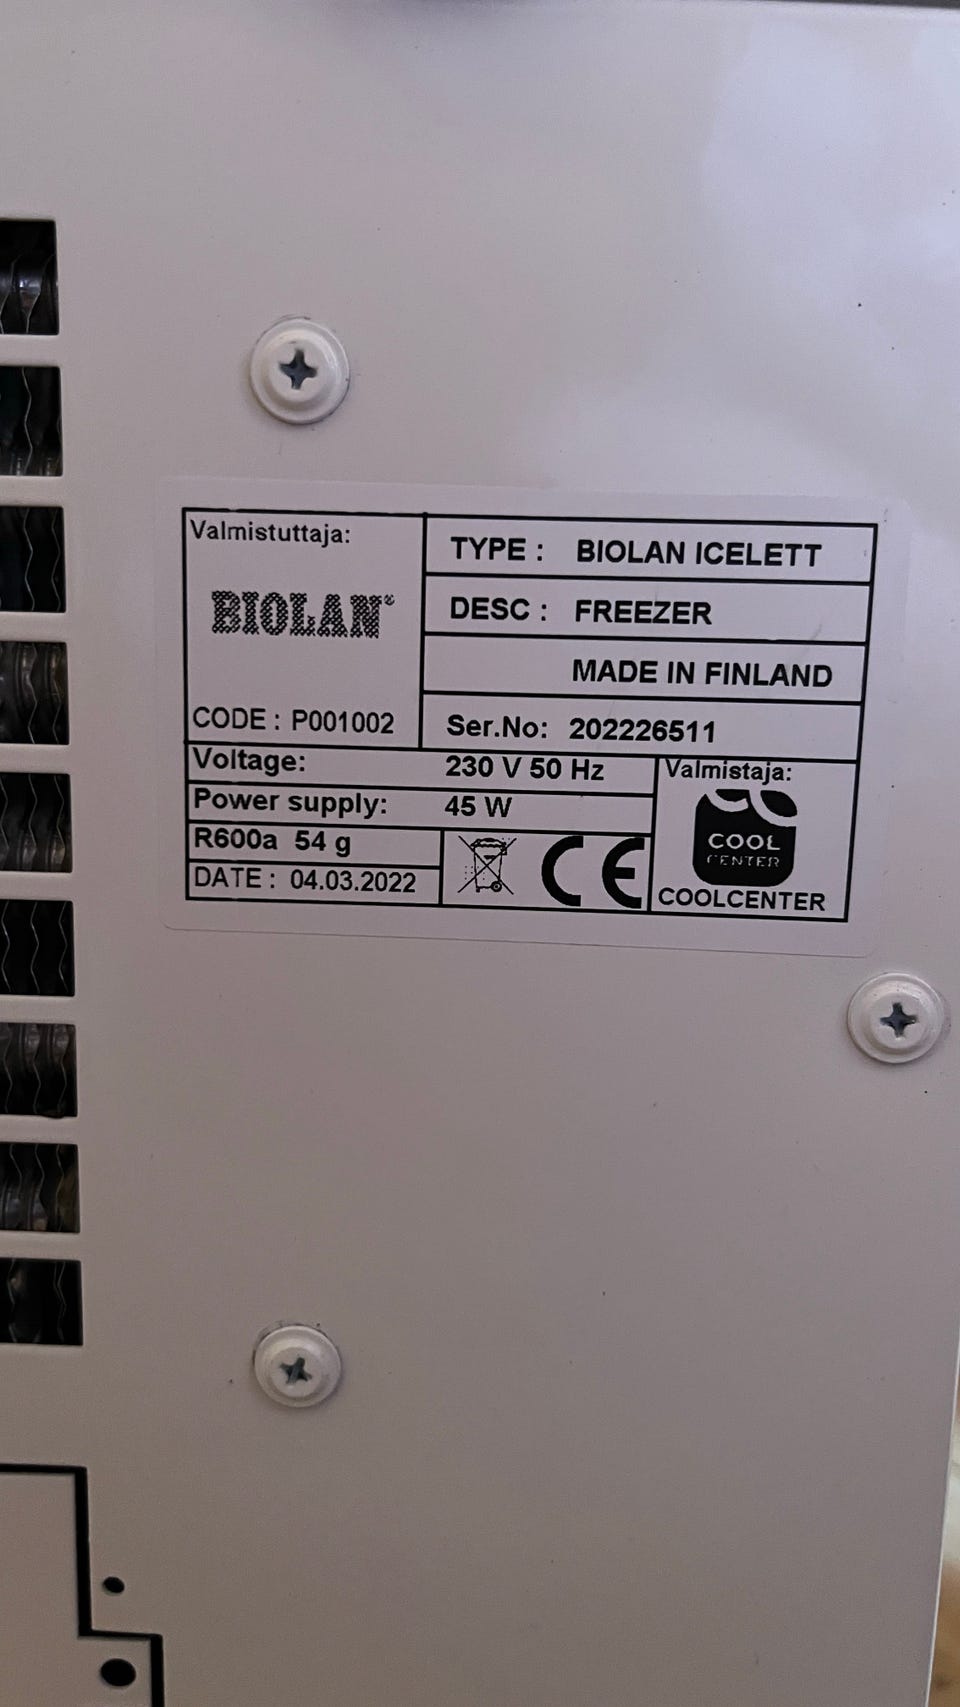 Valmistuttaja:
BIOLAN®
CODE : P001002
TYPE : BIOLAN ICELETT
DESC : FREEZER
MADE IN FINLAND
Ser.No: 202226511
Voltage: 230 V 50 Hz
Power supply: 45 W
R600a 54 g
DATE : 04.03.2022
CE
Valmistaja:
COOL
CENTER
COOLCENTER